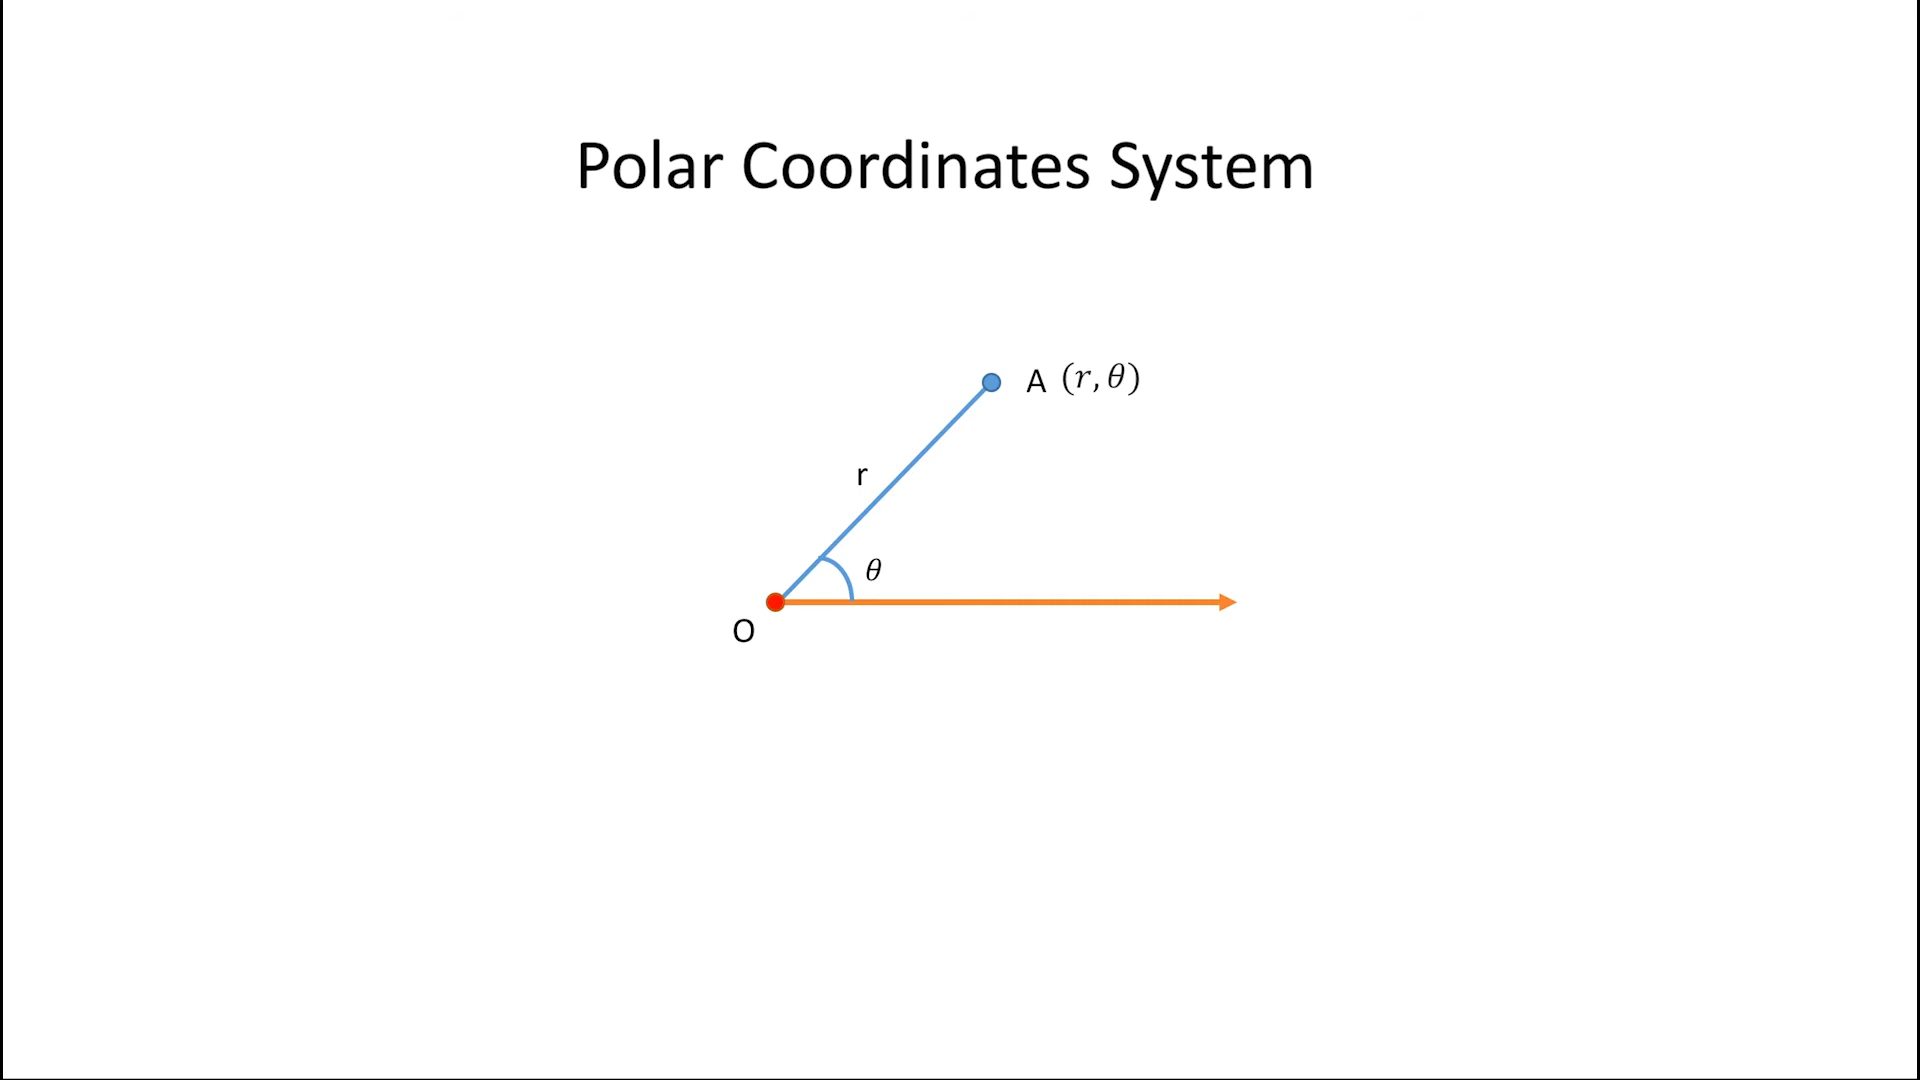 Polar Coordinates System
A (r, θ)
r
θ
O